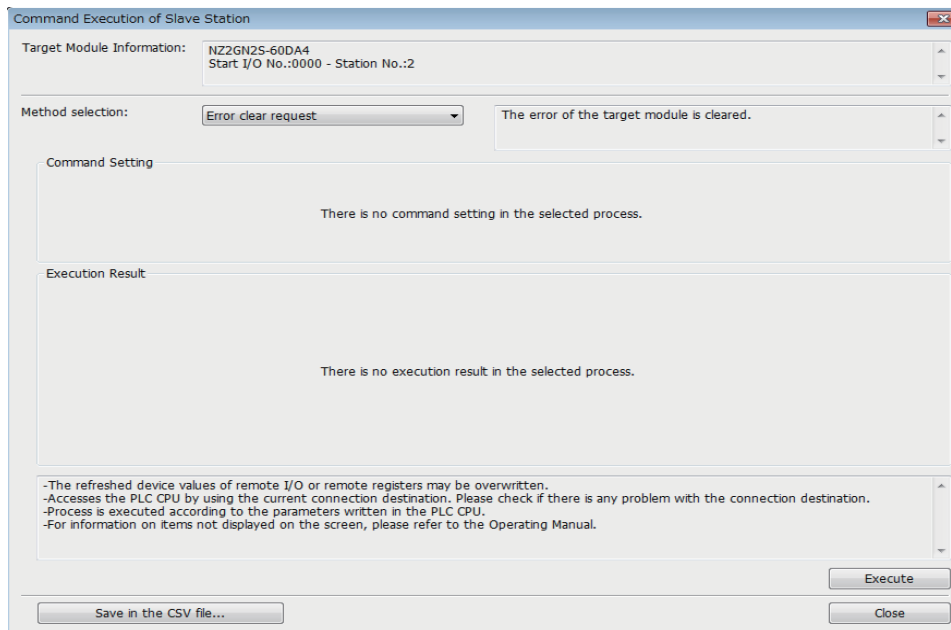 Command Execution of Slave Station
Target Module Information:
NZ2GN2S-60DA4
Start I/O No.:0000 - Station No.:2
Method selection:
Error clear request
The error of the target module is cleared.
Command Setting
There is no command setting in the selected process.
Execution Result
There is no execution result in the selected process.
-The refreshed device values of remote I/O or remote registers may be overwritten.
-Accesses the PLC CPU by using the current connection destination. Please check if there is any problem with the connection destination.
-Process is executed according to the parameters written in the PLC CPU.
-For information on items not displayed on the screen, please refer to the Operating Manual.
Execute
Save in the CSV file...
Close